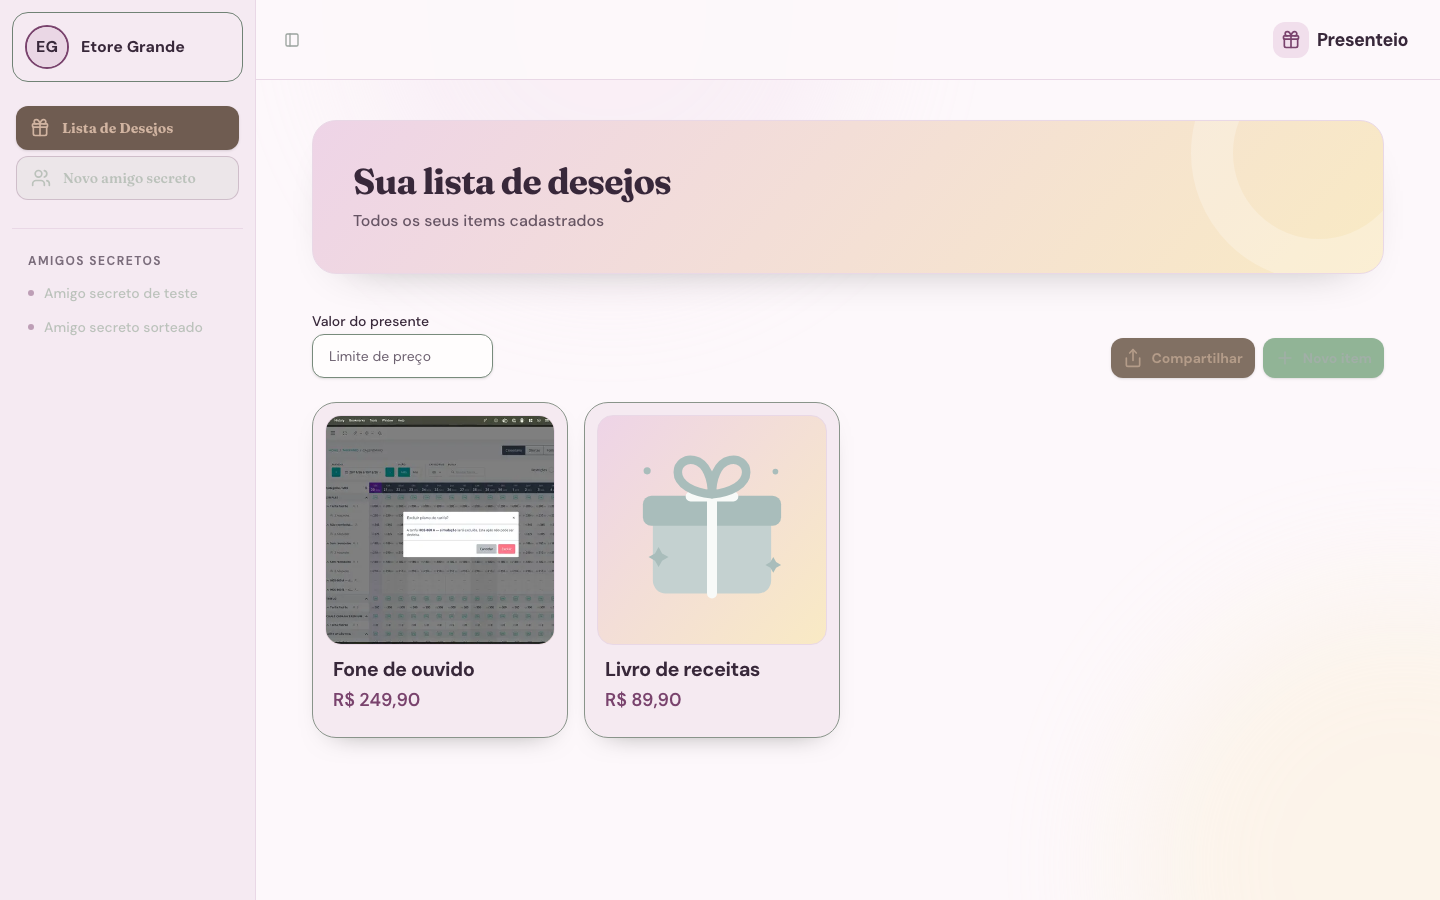 EG
Etore Grande
Presenteio
Lista de Desejos
Novo amigo secreto
AMIGOS SECRETOS
Amigo secreto de teste
Amigo secreto sorteado
Sua lista de desejos
Todos os seus items cadastrados
Valor do presente
Limite de preço
Compartilhar
Fone de ouvido
R$ 249,90
Livro de receitas
R$ 89,90